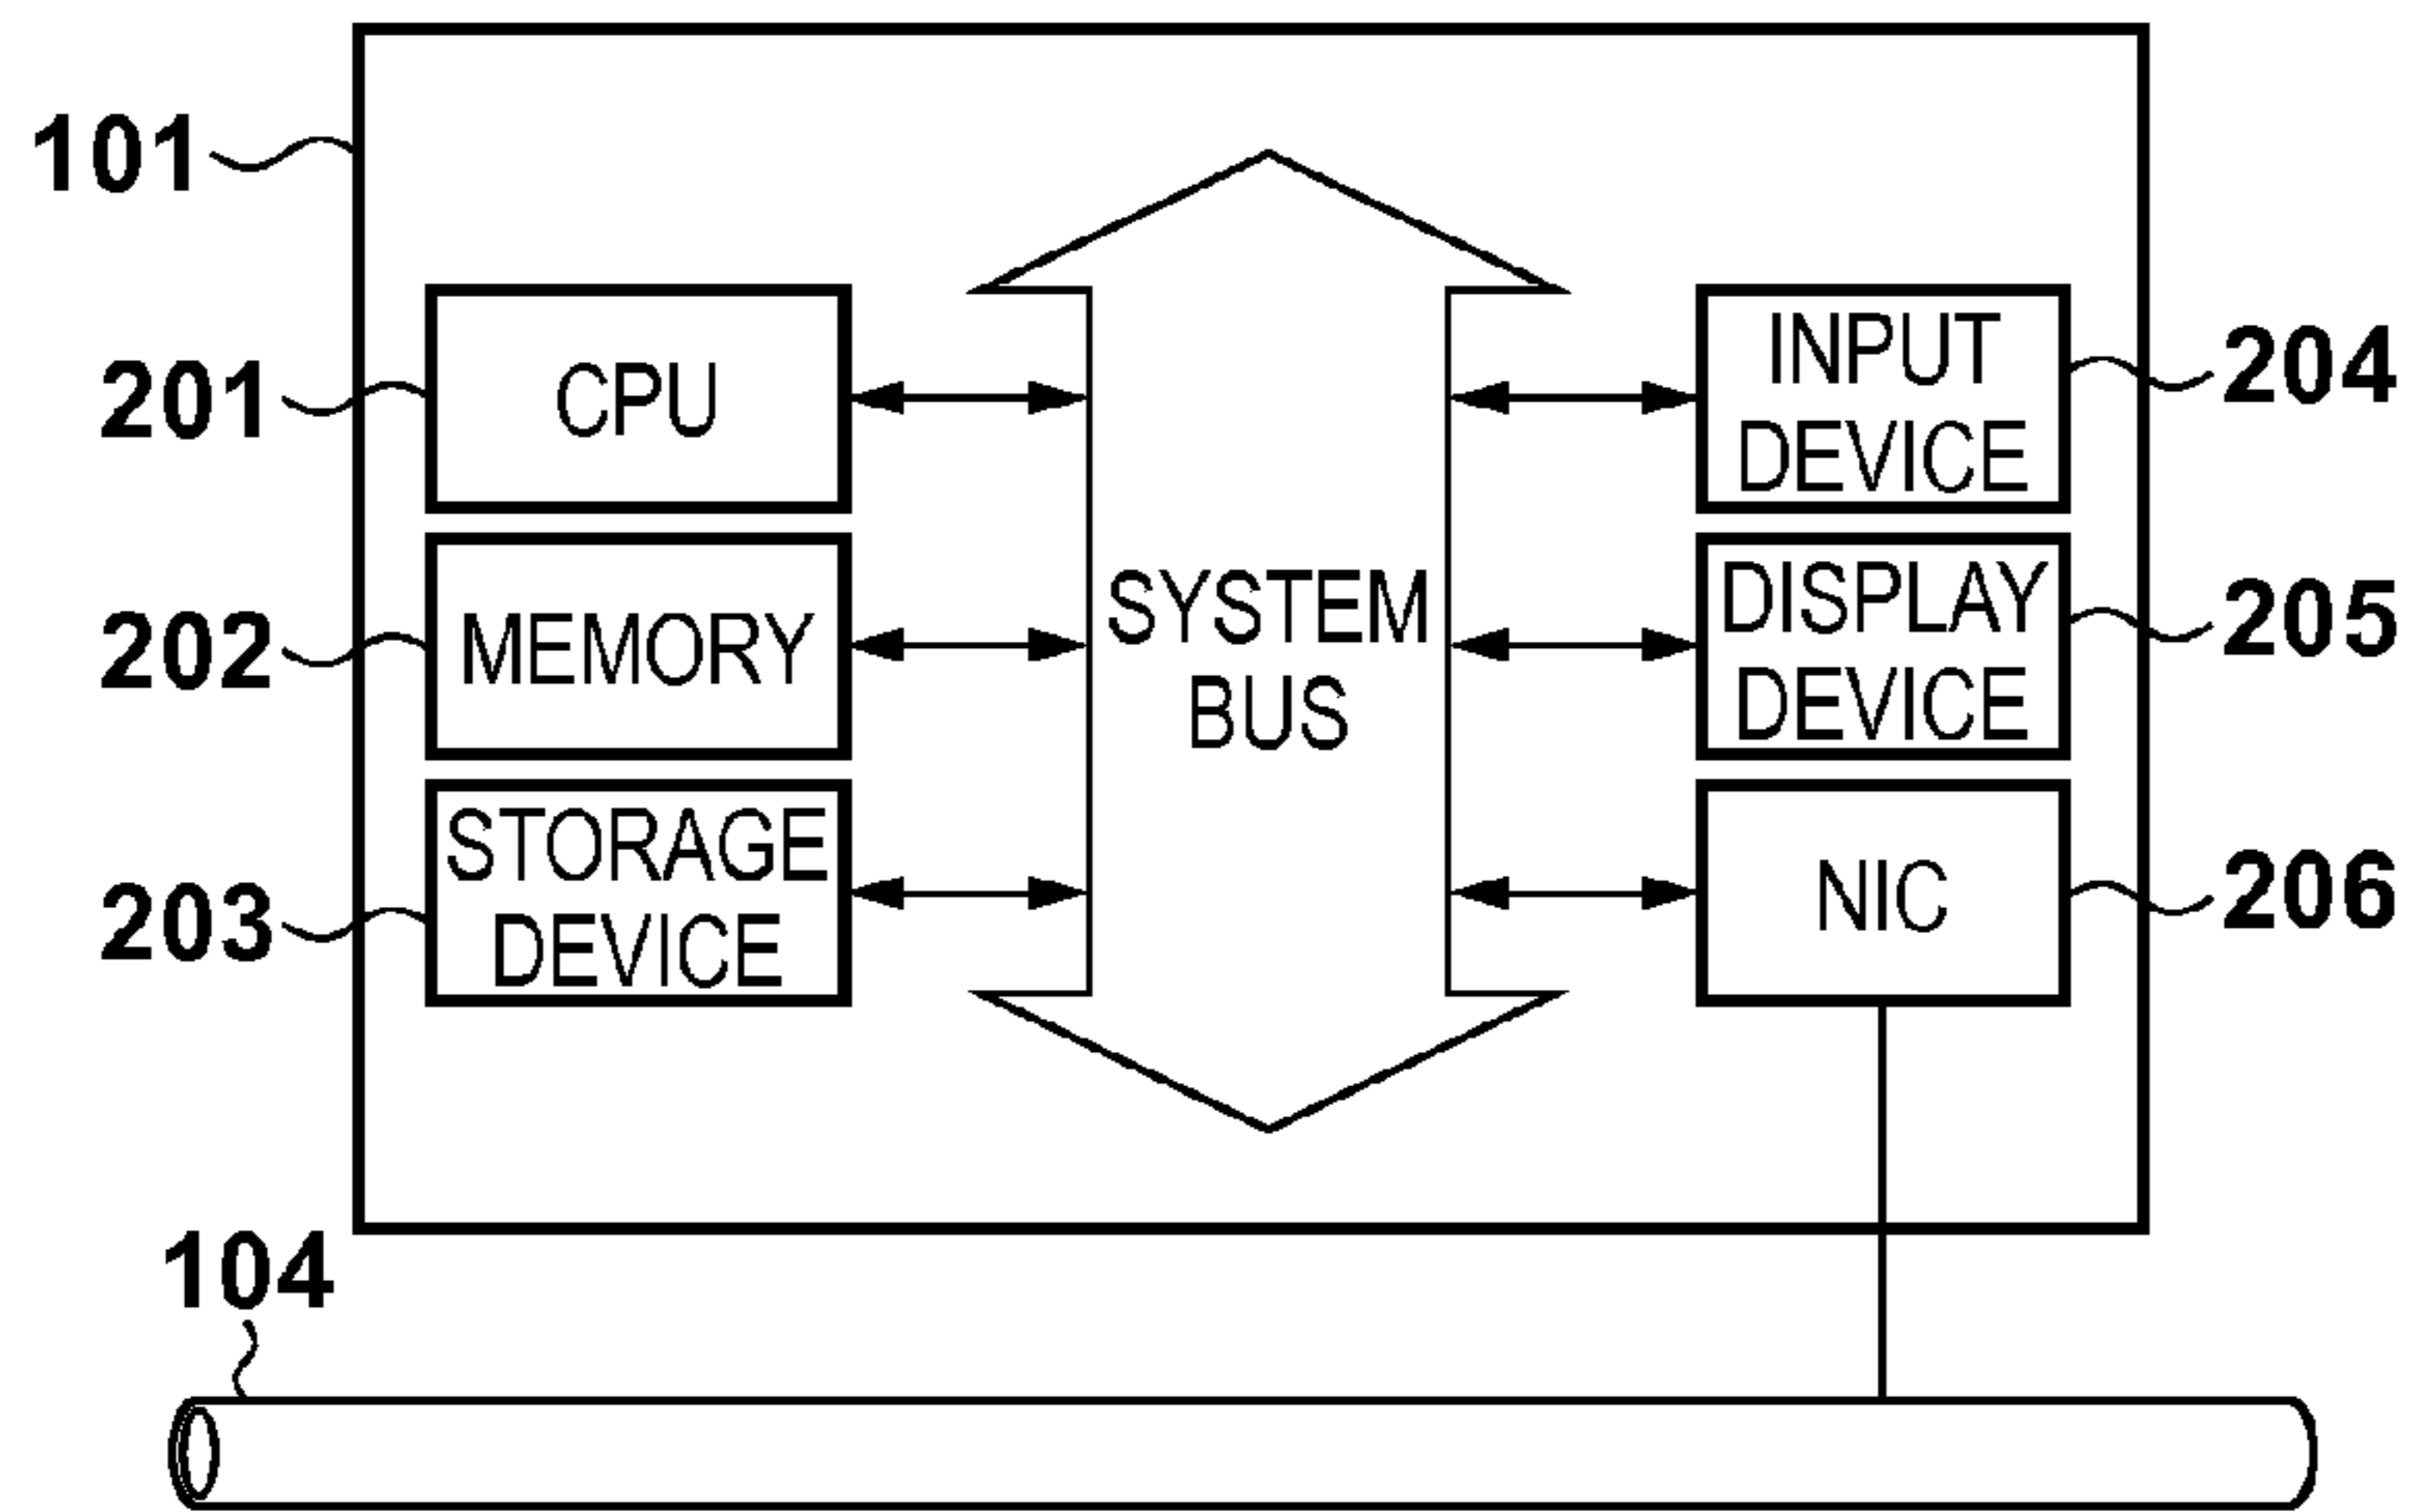 101
201
CPU
INPUT
DEVICE
204
202
MEMORY
SYSTEM
BUS
DISPLAY
DEVICE
205
203
STORAGE
DEVICE
NIC
206
104